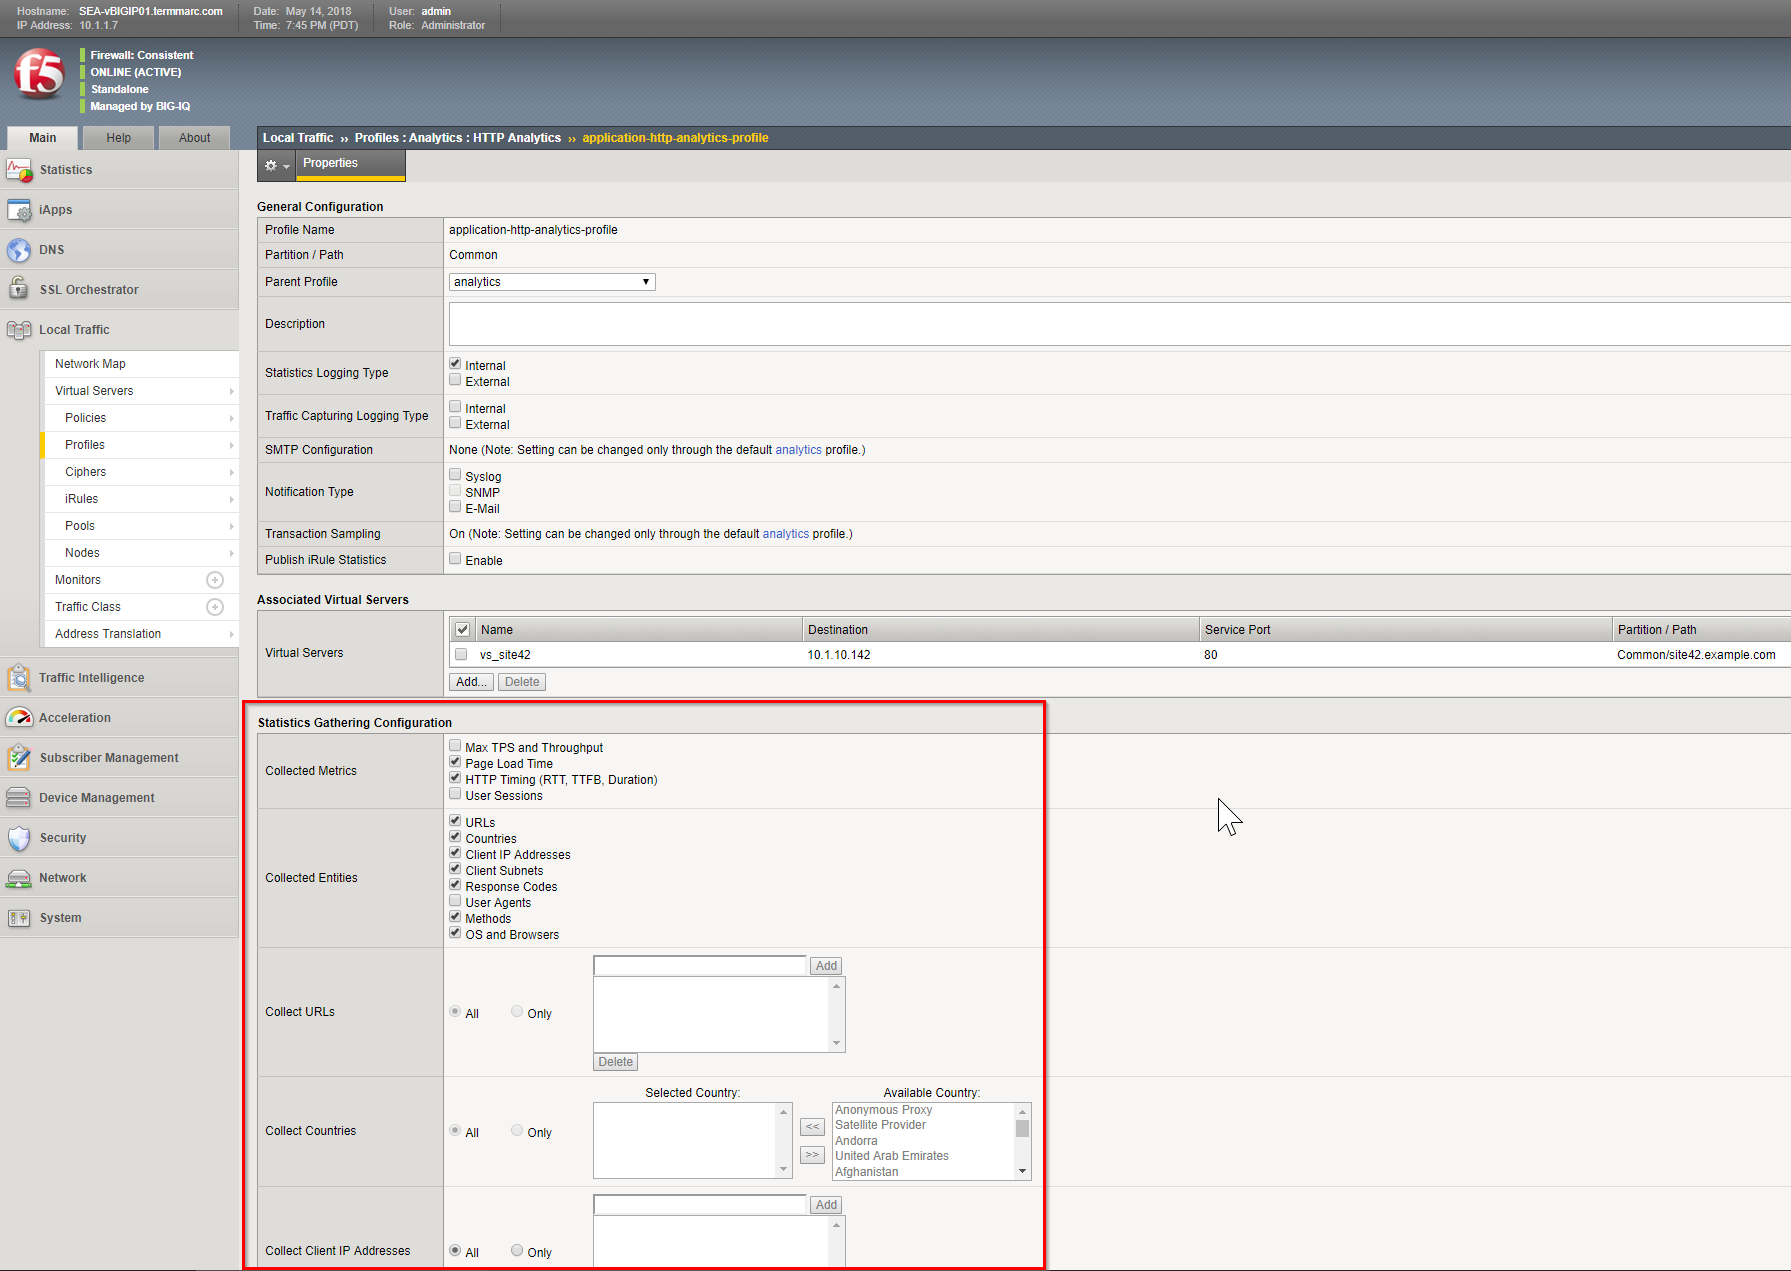 Hostname: SEA-vBIGIP01.termmarc.com Date: May 14, 2018 User: admin
IP Address: 10.1.1.7 Time: 7:45 PM (PDT) Role: Administrator
f5
Firewall: Consistent
ONLINE (ACTIVE)
Standalone
Managed by BIG-IQ
Main Help About
Local Traffic ›› Profiles : Analytics : HTTP Analytics ›› application-http-analytics-profile
Properties
Statistics
iApps
DNS
SSL Orchestrator
Local Traffic
Network Map
Virtual Servers
Policies
Profiles
Ciphers
iRules
Pools
Nodes
Monitors
Traffic Class
Address Translation
Traffic Intelligence
Acceleration
Subscriber Management
Device Management
Security
Network
System
General Configuration
Profile Name application-http-analytics-profile
Partition / Path Common
Parent Profile analytics
Description
Statistics Logging Type
Internal
External
Traffic Capturing Logging Type
Internal
External
SMTP Configuration None (Note: Setting can be changed only through the default analytics profile.)
Notification Type
Syslog
SNMP
E-Mail
Transaction Sampling On (Note: Setting can be changed only through the default analytics profile.)
Publish iRule Statistics Enable
Associated Virtual Servers
Virtual Servers
Name Destination Service Port Partition / Path
vs_site42 10.1.10.142 80 Common/site42.example.com
Add... Delete
Statistics Gathering Configuration
Collected Metrics
Max TPS and Throughput
Page Load Time
HTTP Timing (RTT, TTFB, Duration)
User Sessions
Collected Entities
URLs
Countries
Client IP Addresses
Client Subnets
Response Codes
User Agents
Methods
OS and Browsers
Collect URLs All Only
Add
Delete
Collect Countries All Only
Selected Country: Available Country:
<< >>
Anonymous Proxy
Satellite Provider
Andorra
United Arab Emirates
Afghanistan
Add
Collect Client IP Addresses All Only